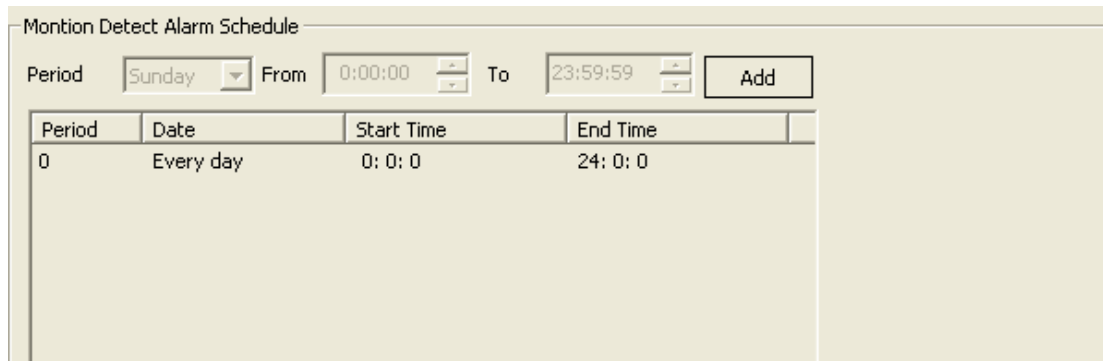 Montion Detect Alarm Schedule
Period Sunday From 0:00:00 To 23:59:59 Add
Period Date Start Time End Time
0 Every day 0: 0: 0 24: 0: 0